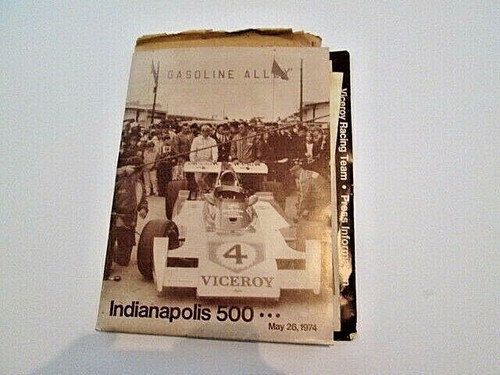 GASOLINE ALLEY
4
VICEROY
Indianapolis 500 •••
May 26, 1974
Viceroy Racing Team • Press Inform